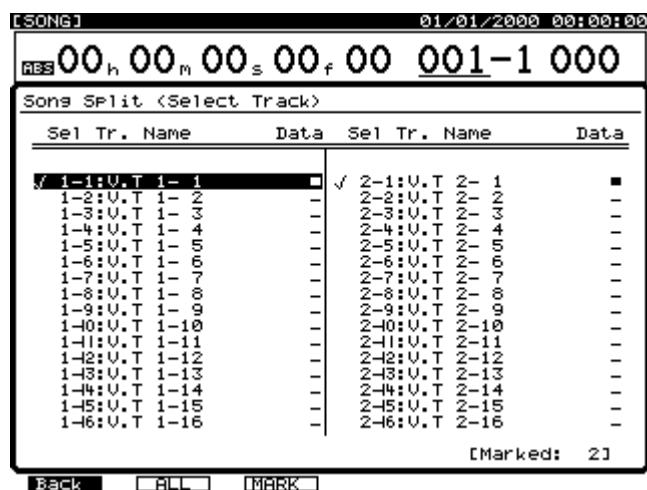 [SONG] 01/01/2000 00:00:00
ABS 00h 00m 00s 00f 00 001-1 000
Song Split (Select Track)
Sel Tr. Name Data Sel Tr. Name Data
√ 1-1:V.T 1- 1 ■ √ 2-1:V.T 2- 1 ■
1-2:V.T 1- 2 - 2-2:V.T 2- 2 -
1-3:V.T 1- 3 - 2-3:V.T 2- 3 -
1-4:V.T 1- 4 - 2-4:V.T 2- 4 -
1-5:V.T 1- 5 - 2-5:V.T 2- 5 -
1-6:V.T 1- 6 - 2-6:V.T 2- 6 -
1-7:V.T 1- 7 - 2-7:V.T 2- 7 -
1-8:V.T 1- 8 - 2-8:V.T 2- 8 -
1-9:V.T 1- 9 - 2-9:V.T 2- 9 -
1-10:V.T 1-10 - 2-10:V.T 2-10 -
1-11:V.T 1-11 - 2-11:V.T 2-11 -
1-12:V.T 1-12 - 2-12:V.T 2-12 -
1-13:V.T 1-13 - 2-13:V.T 2-13 -
1-14:V.T 1-14 - 2-14:V.T 2-14 -
1-15:V.T 1-15 - 2-15:V.T 2-15 -
1-16:V.T 1-16 - 2-16:V.T 2-16 -
[Marked: 2]
Back ALL MARK